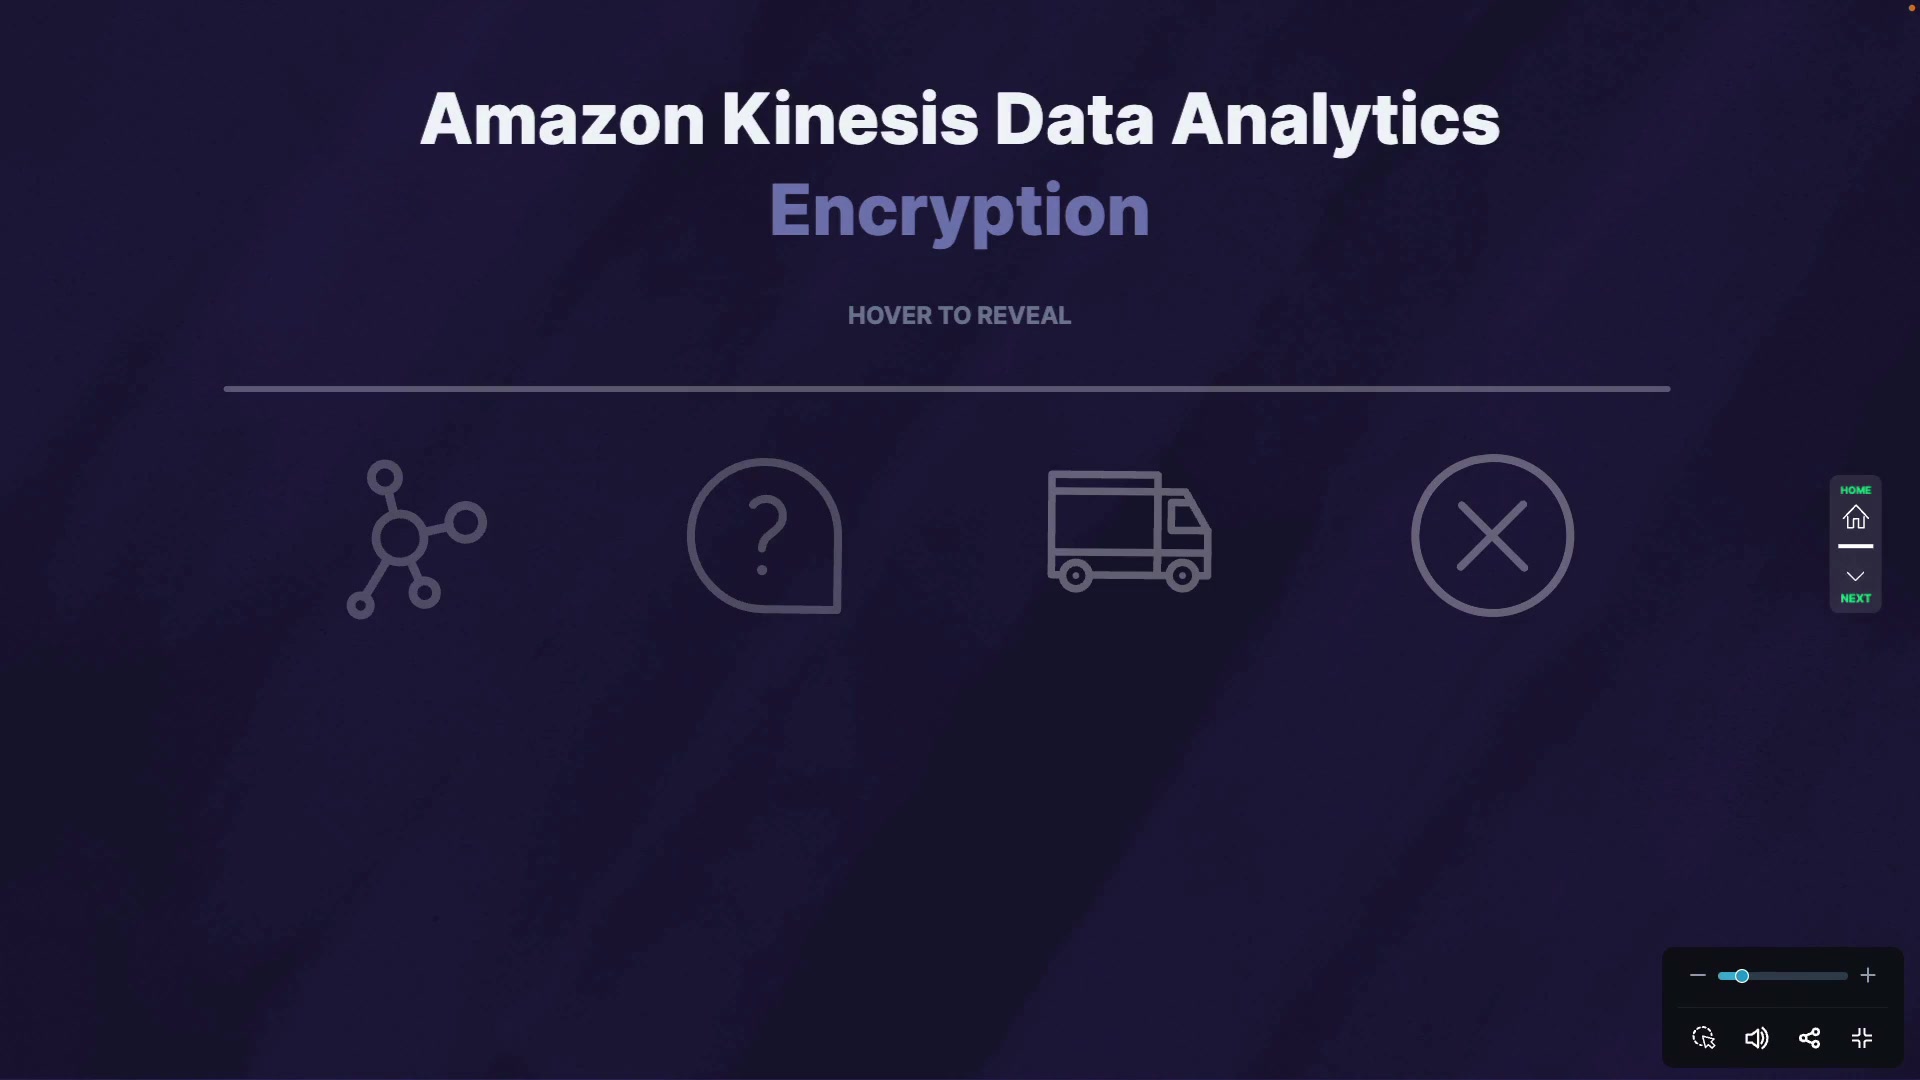 Amazon Kinesis Data Analytics
Encryption
HOVER TO REVEAL
HOME
NEXT